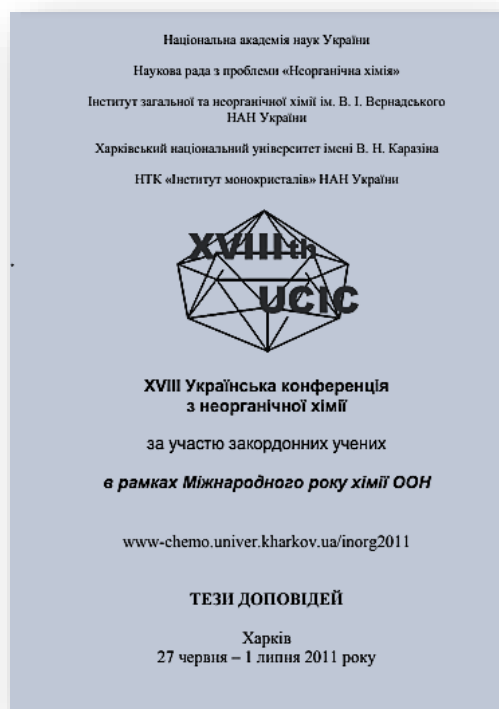 Національна академія наук України
Наукова рада з проблеми «Неорганічна хімія»
Інститут загальної та неорганічної хімії ім. В. І. Вернадського
НАН України
Харківський національний університет імені В. Н. Каразіна
НТК «Інститут монокристалів» НАН України
XVIIIth
UCIC
XVIII Українська конференція
з неорганічної хімії
за участю закордонних учених
в рамках Міжнародного року хімії ООН
www-chemo.univer.kharkov.ua/inorg2011
ТЕЗИ ДОПОВІДЕЙ
Харків
27 червня – 1 липня 2011 року